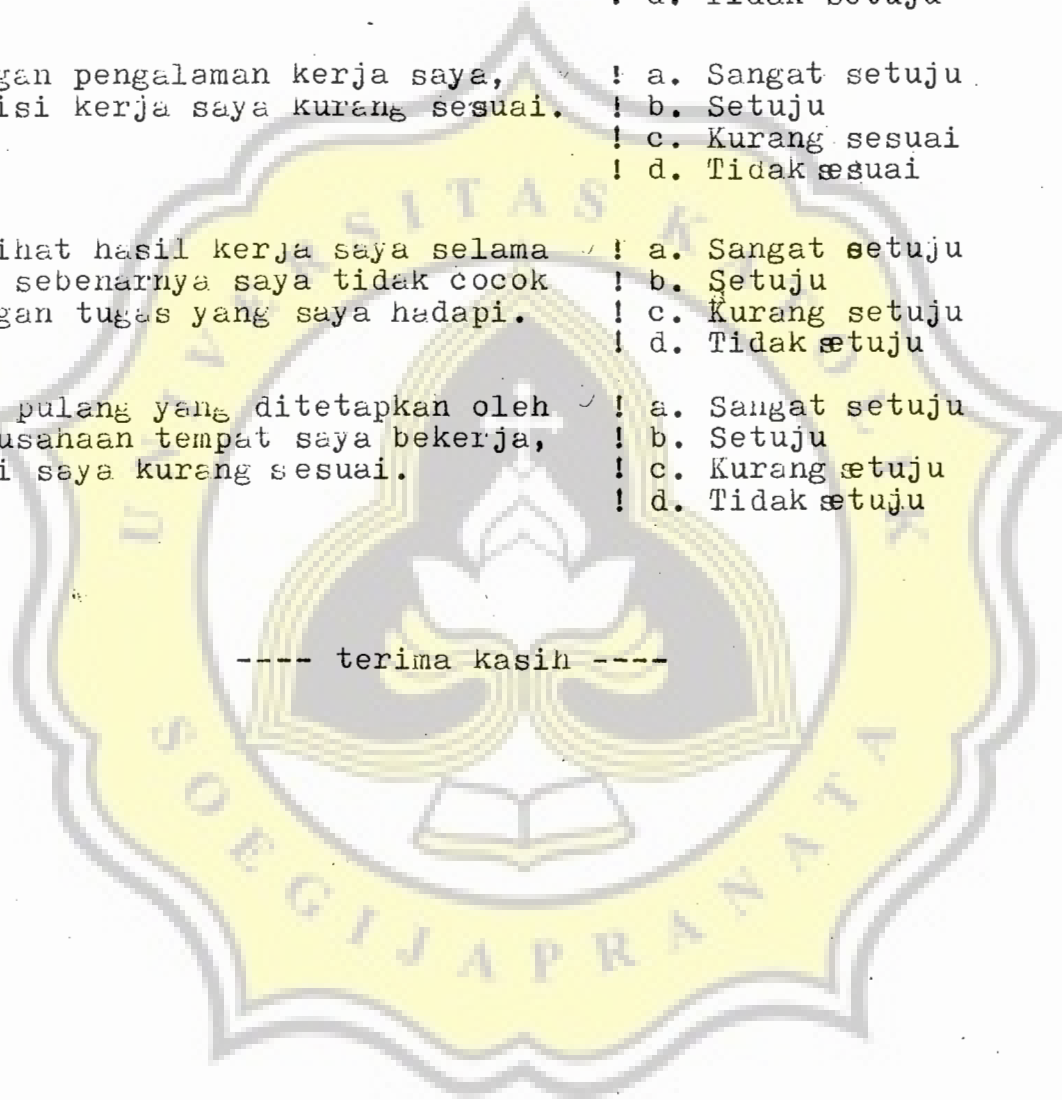 ! d. Tidak setuju
gan pengalaman kerja saya, ! a. Sangat setuju
isi kerja saya kurang sesuai. ! b. Setuju
! c. Kurang sesuai
! d. Tidak sesuai
ihat hasil kerja saya selama ! a. Sangat setuju
sebenarnya saya tidak cocok ! b. Setuju
gan tugas yang saya hadapi. ! c. Kurang setuju
! d. Tidak setuju
pulang yang ditetapkan oleh ! a. Sangat setuju
usahaan tempat saya bekerja, ! b. Setuju
i saya kurang sesuai. ! c. Kurang setuju
! d. Tidak setuju
---- terima kasih ----
SOEGIJAPRANATA